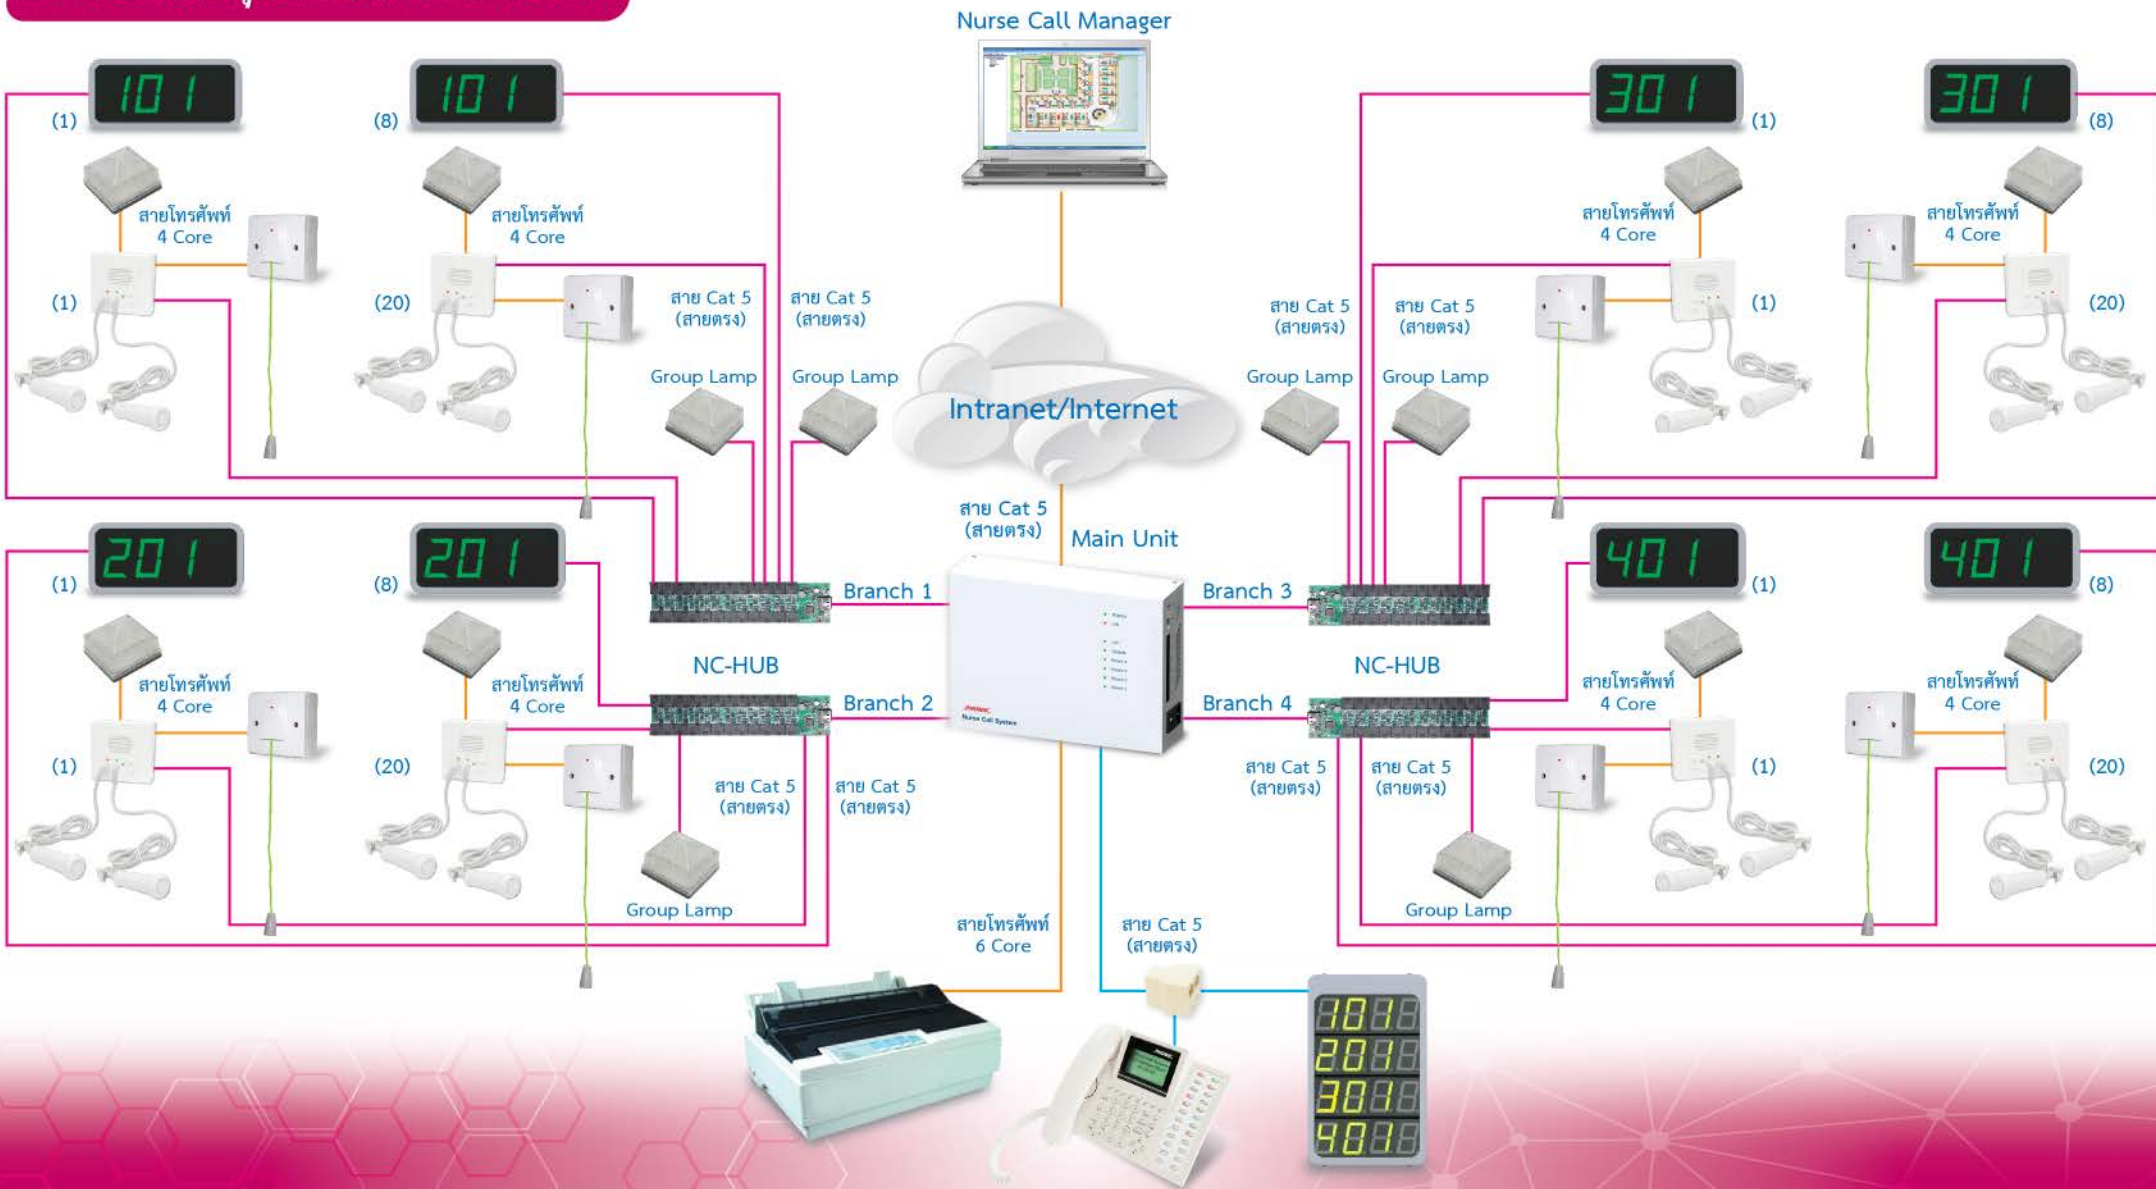 Nurse Call Manager
101
(1)
101
(8)
301
(1)
301
(8)
สายโทรศัพท์
4 Core
สายโทรศัพท์
4 Core
สายโทรศัพท์
4 Core
สายโทรศัพท์
4 Core
(1)
(20)
(1)
(20)
สาย Cat 5
(สายตรง)
สาย Cat 5
(สายตรง)
สาย Cat 5
(สายตรง)
สาย Cat 5
(สายตรง)
Group Lamp
Group Lamp
Group Lamp
Group Lamp
Intranet/Internet
สาย Cat 5
(สายตรง)
Main Unit
201
(1)
201
(8)
401
(1)
401
(8)
Branch 1
Branch 3
NC-HUB
NC-HUB
Branch 2
Branch 4
PHONIK
Nurse Call System
สายโทรศัพท์
4 Core
สายโทรศัพท์
4 Core
สายโทรศัพท์
4 Core
สายโทรศัพท์
4 Core
(1)
(20)
(1)
(20)
สาย Cat 5
(สายตรง)
สาย Cat 5
(สายตรง)
สาย Cat 5
(สายตรง)
สาย Cat 5
(สายตรง)
Group Lamp
Group Lamp
สายโทรศัพท์
6 Core
สาย Cat 5
(สายตรง)
101
201
301
401